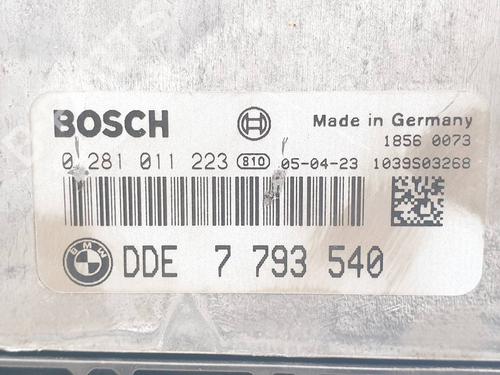 BOSCH
Made in Germany
1856 0073
0 281 011 223 810 05-04-23 1039S03268
BMW
DDE 7 793 540